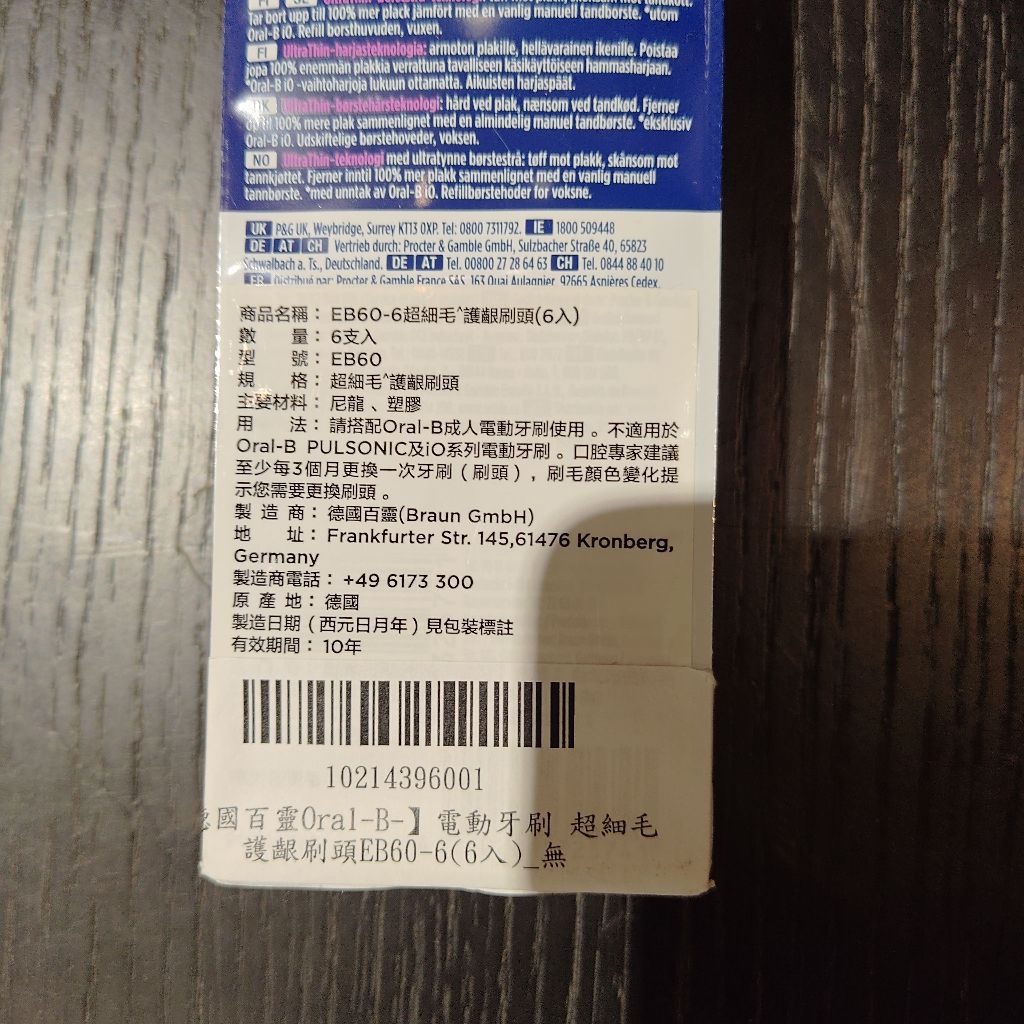 Tar bort upp till 100% mer plack jämfört med en vanlig manuell tandborste. *utom
Oral-B iO. Refill borsthuvuden, vuxen.
FI UltraThin-harjasteknologia: armoton plakille, hellävarainen ikenille. Poistaa
jopa 100% enemmän plakkia verrattuna tavalliseen käsikäyttöiseen hammasharjaan.
*Oral-B iO -vaihtoharjoja lukuun ottamatta. Aikuisten harjaspäät.
DK UltraThin-børstehårsteknologi: hård ved plak, nænsom ved tandkød. Fjerner
op til 100% mere plak sammenlignet med en almindelig manuel tandbørste. *eksklusiv
Oral-B iO. Udskiftelige børstehoveder, voksen.
NO UltraThin-teknologi med ultratynne børstestrå: tøff mot plakk, skånsom mot
tannkjøttet. Fjerner inntil 100% mer plakk sammenlignet med en vanlig manuell
tannbørste. *med unntak av Oral-B iO. Refillbørstehoder for voksne.
UK P&G UK, Weybridge, Surrey KT13 0XP. Tel: 0800 7311792. IE 1800 509448
DE AT CH Vertrieb durch: Procter & Gamble GmbH, Sulzbacher Straße 40, 65823
Schwalbach a. Ts., Deutschland. DE AT Tel. 00800 27 28 64 63 CH Tel. 0844 88 40 10
FR Distribué par: Procter & Gamble France SAS, 163 Quai Aulagnier, 92665 Asnières Cedex.
商品名稱：EB60-6超細毛^護齦刷頭(6入)
數 量：6支入
型 號：EB60
規 格：超細毛^護齦刷頭
主要材料：尼龍、塑膠
用 法：請搭配Oral-B成人電動牙刷使用。不適用於
Oral-B PULSONIC及iO系列電動牙刷。口腔專家建議
至少每3個月更換一次牙刷（刷頭），刷毛顏色變化提
示您需要更換刷頭。
製 造 商：德國百靈(Braun GmbH)
地 址：Frankfurter Str. 145,61476 Kronberg,
Germany
製造商電話：+49 6173 300
原 產 地：德國
製造日期（西元日月年）見包裝標註
有效期間：10年
10214396001
國百靈Oral-B-】電動牙刷 超細毛
護齦刷頭EB60-6(6入)_無